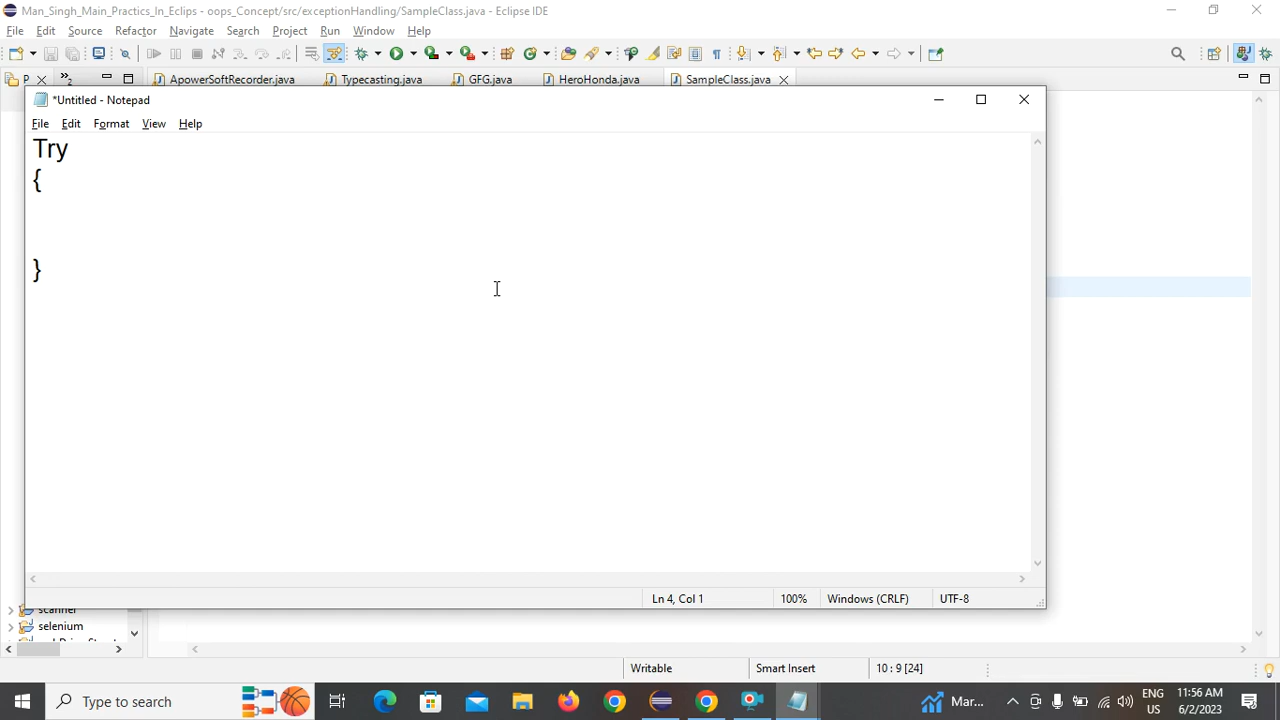 Man_Singh_Main_Practics_In_Eclips - oops_Concept/src/exceptionHandling/SampleClass.java - Eclipse IDE
File Edit Source Refactor Navigate Search Project Run Window Help
P ApowerSoftRecorder.java Typecasting.java GFG.java HeroHonda.java SampleClass.java
*Untitled - Notepad
File Edit Format View Help
Try
{
}
Ln 4, Col 1 100% Windows (CRLF) UTF-8
scanner
selenium
Writable Smart Insert 10 : 9 [24]
Type here to search Mar... ENG US 11:56 AM 6/2/2023